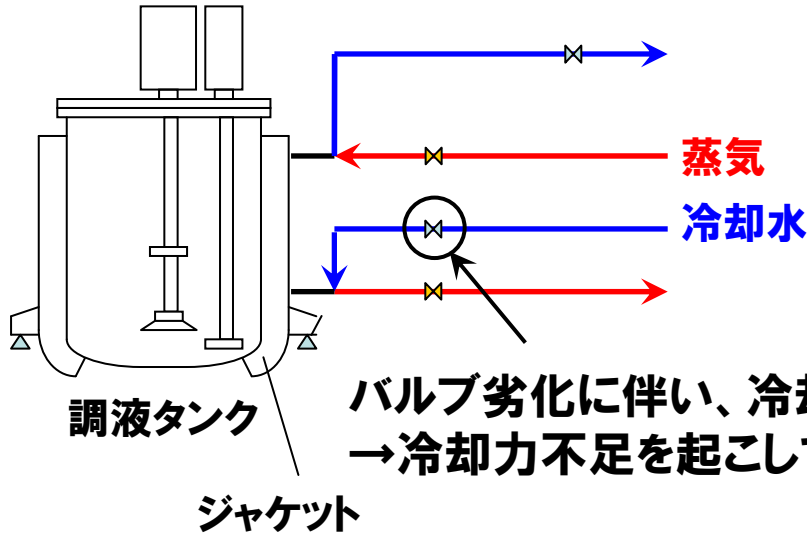 蒸気
冷却水
調液タンク
バルブ劣化に伴い、冷却
→冷却力不足を起こして
ジャケット